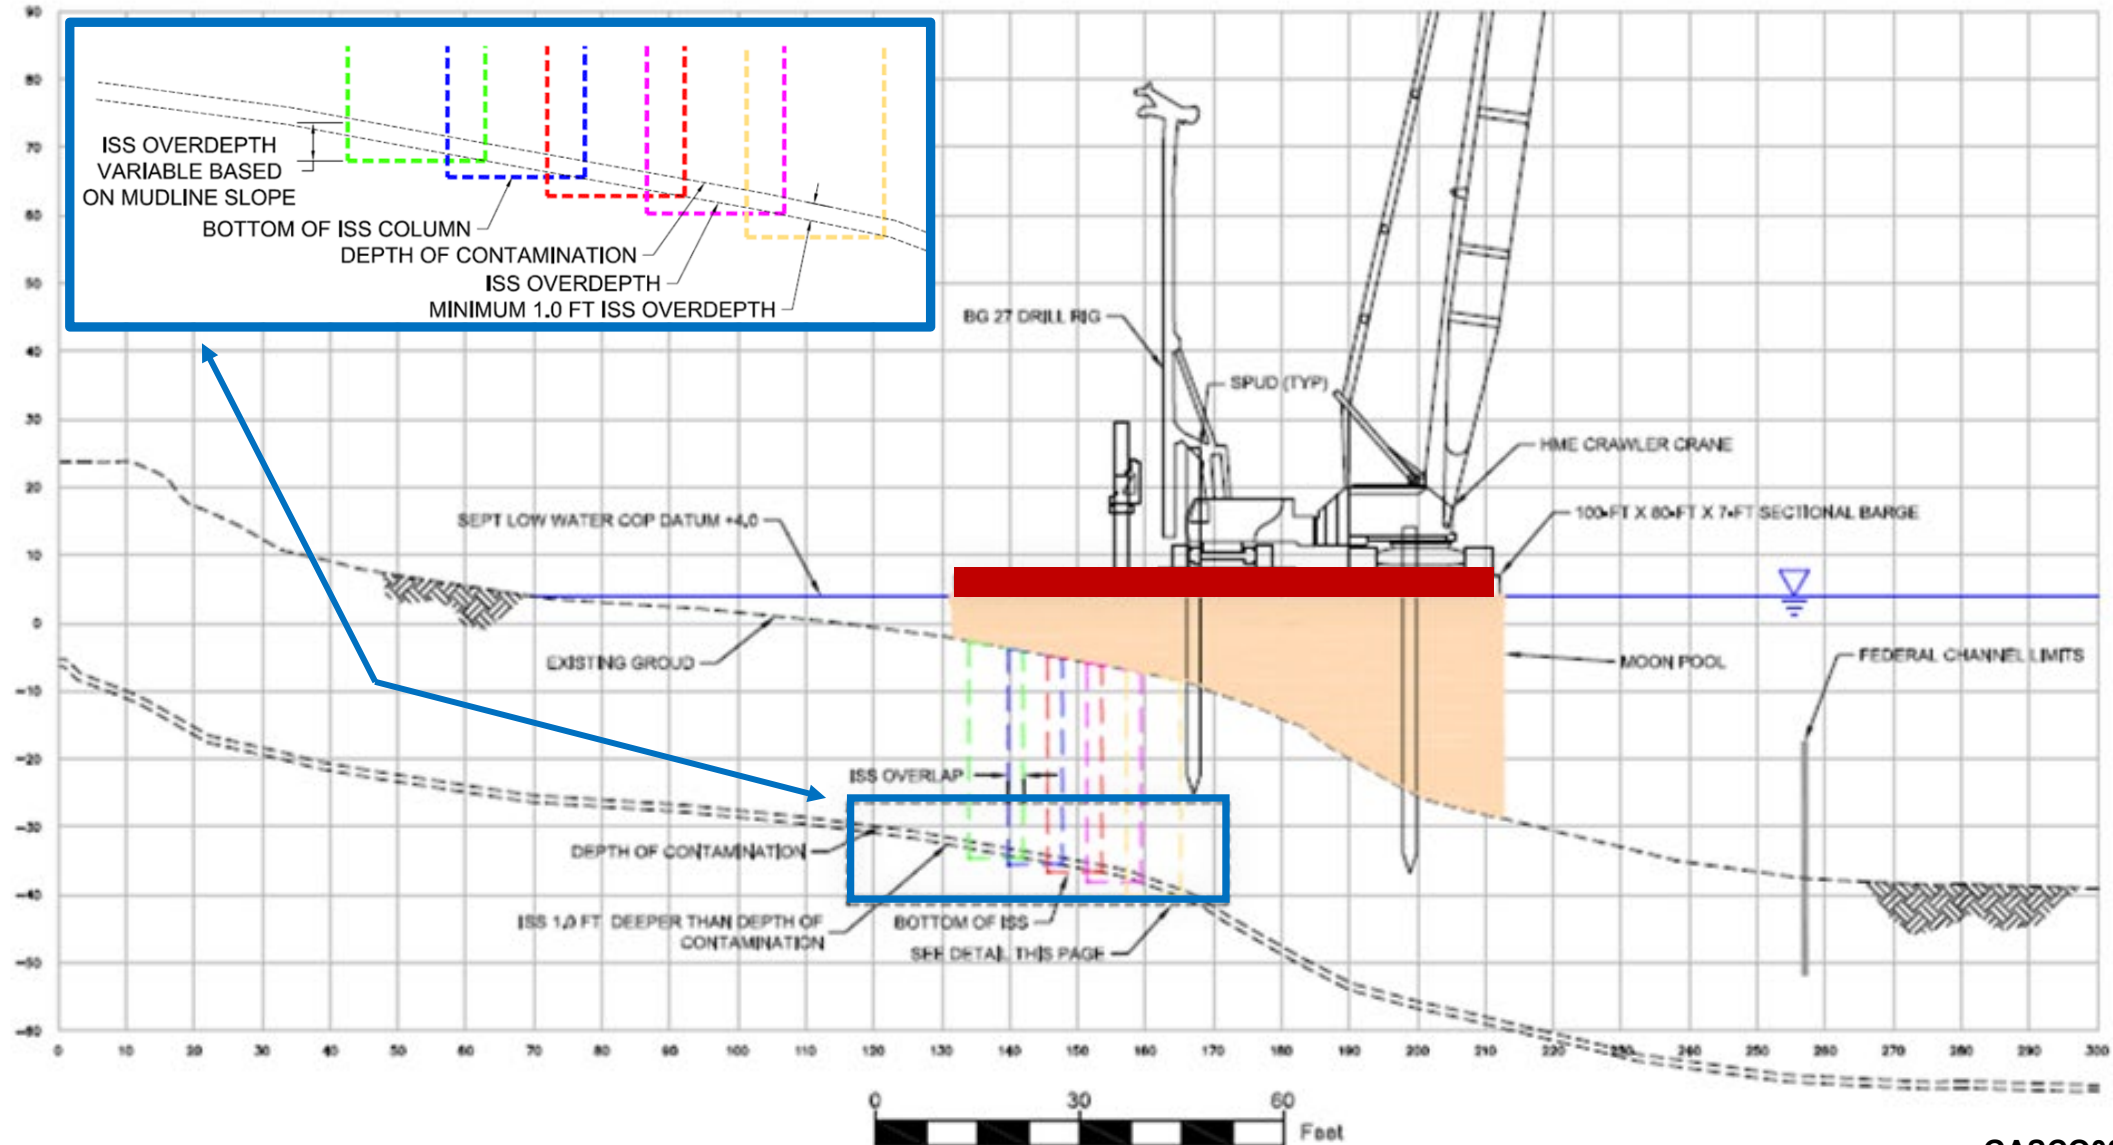 90
80
70
60
50
40
30
20
10
0
-10
-20
-30
-40
-50
-60
ISS OVERDEPTH
VARIABLE BASED
ON MUDLINE SLOPE
BOTTOM OF ISS COLUMN
DEPTH OF CONTAMINATION
ISS OVERDEPTH
MINIMUM 1.0 FT ISS OVERDEPTH
BG 27 DRILL RIG
SPUD (TYP)
HME CRAWLER CRANE
SEPT LOW WATER COP DATUM +4.0
100-FT X 80-FT X 7-FT SECTIONAL BARGE
EXISTING GROUD
MOON POOL
FEDERAL CHANNEL LIMITS
ISS OVERLAP
DEPTH OF CONTAMINATION
ISS 1.0 FT DEEPER THAN DEPTH OF
CONTAMINATION
BOTTOM OF ISS
SEE DETAIL THIS PAGE
0 10 20 30 40 50 60 70 80 90 100 110 120 130 140 150 160 170 180 190 200 210 220 230 240 250 260 270 280 290 300
0 30 60
Feet